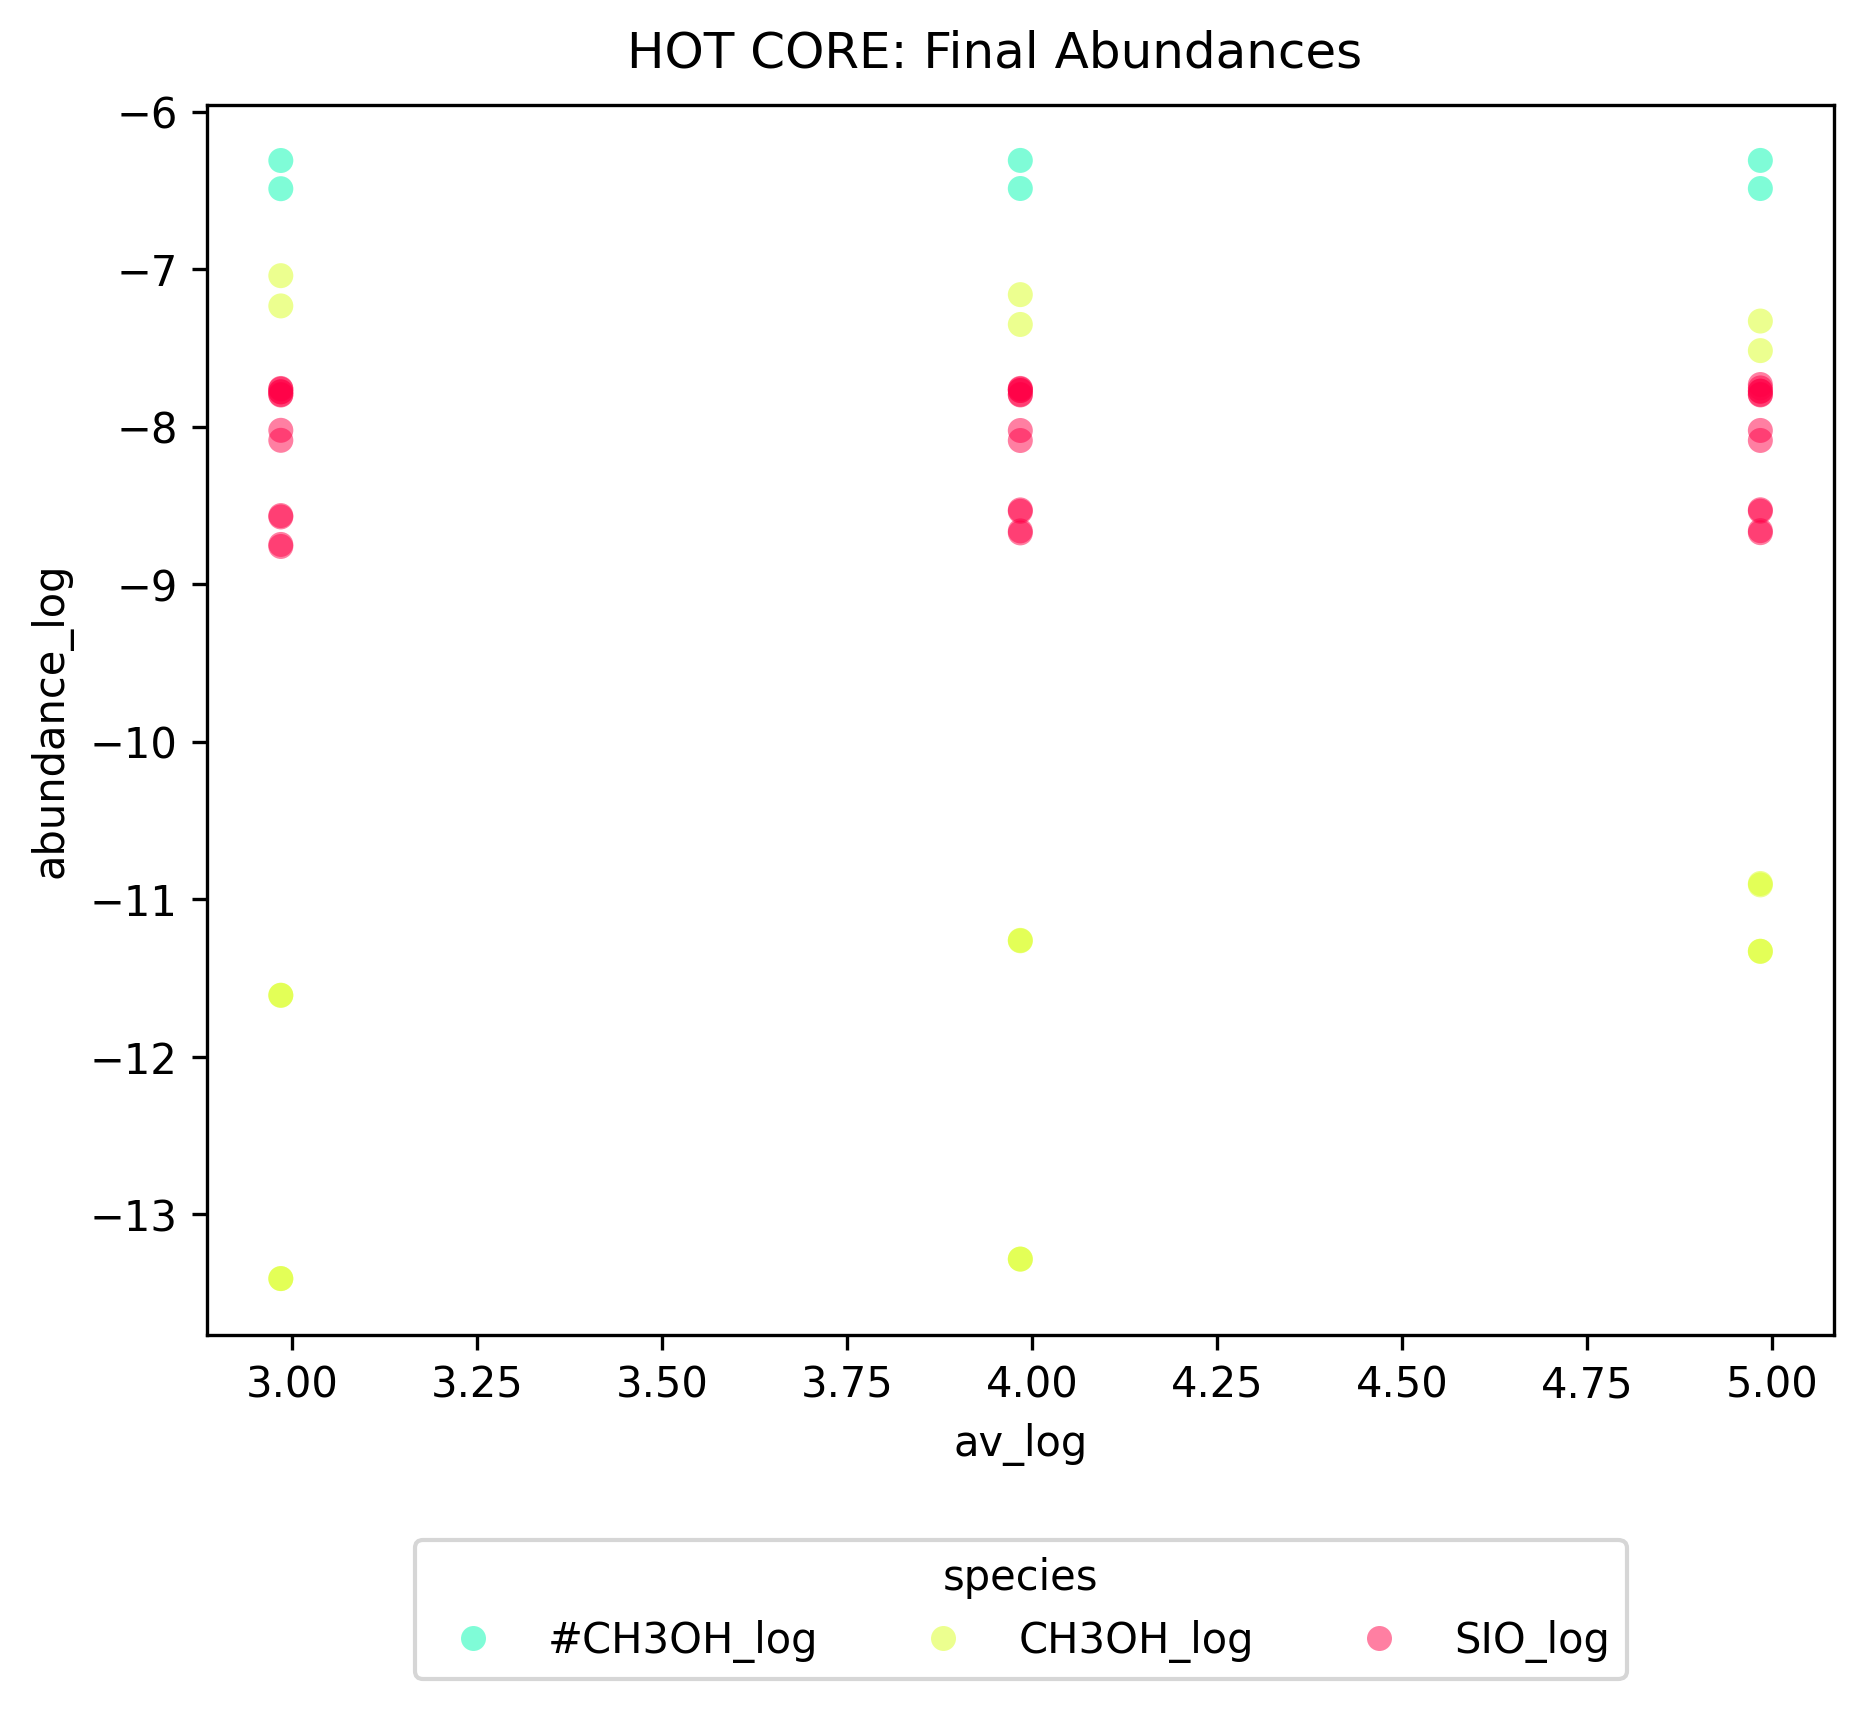 HOT CORE: Final Abundances
−6
−7
−8
−9
−10
−11
−12
−13
abundance_log
3.00 3.25 3.50 3.75 4.00 4.25 4.50 4.75 5.00
av_log
species
#CH3OH_log CH3OH_log SIO_log